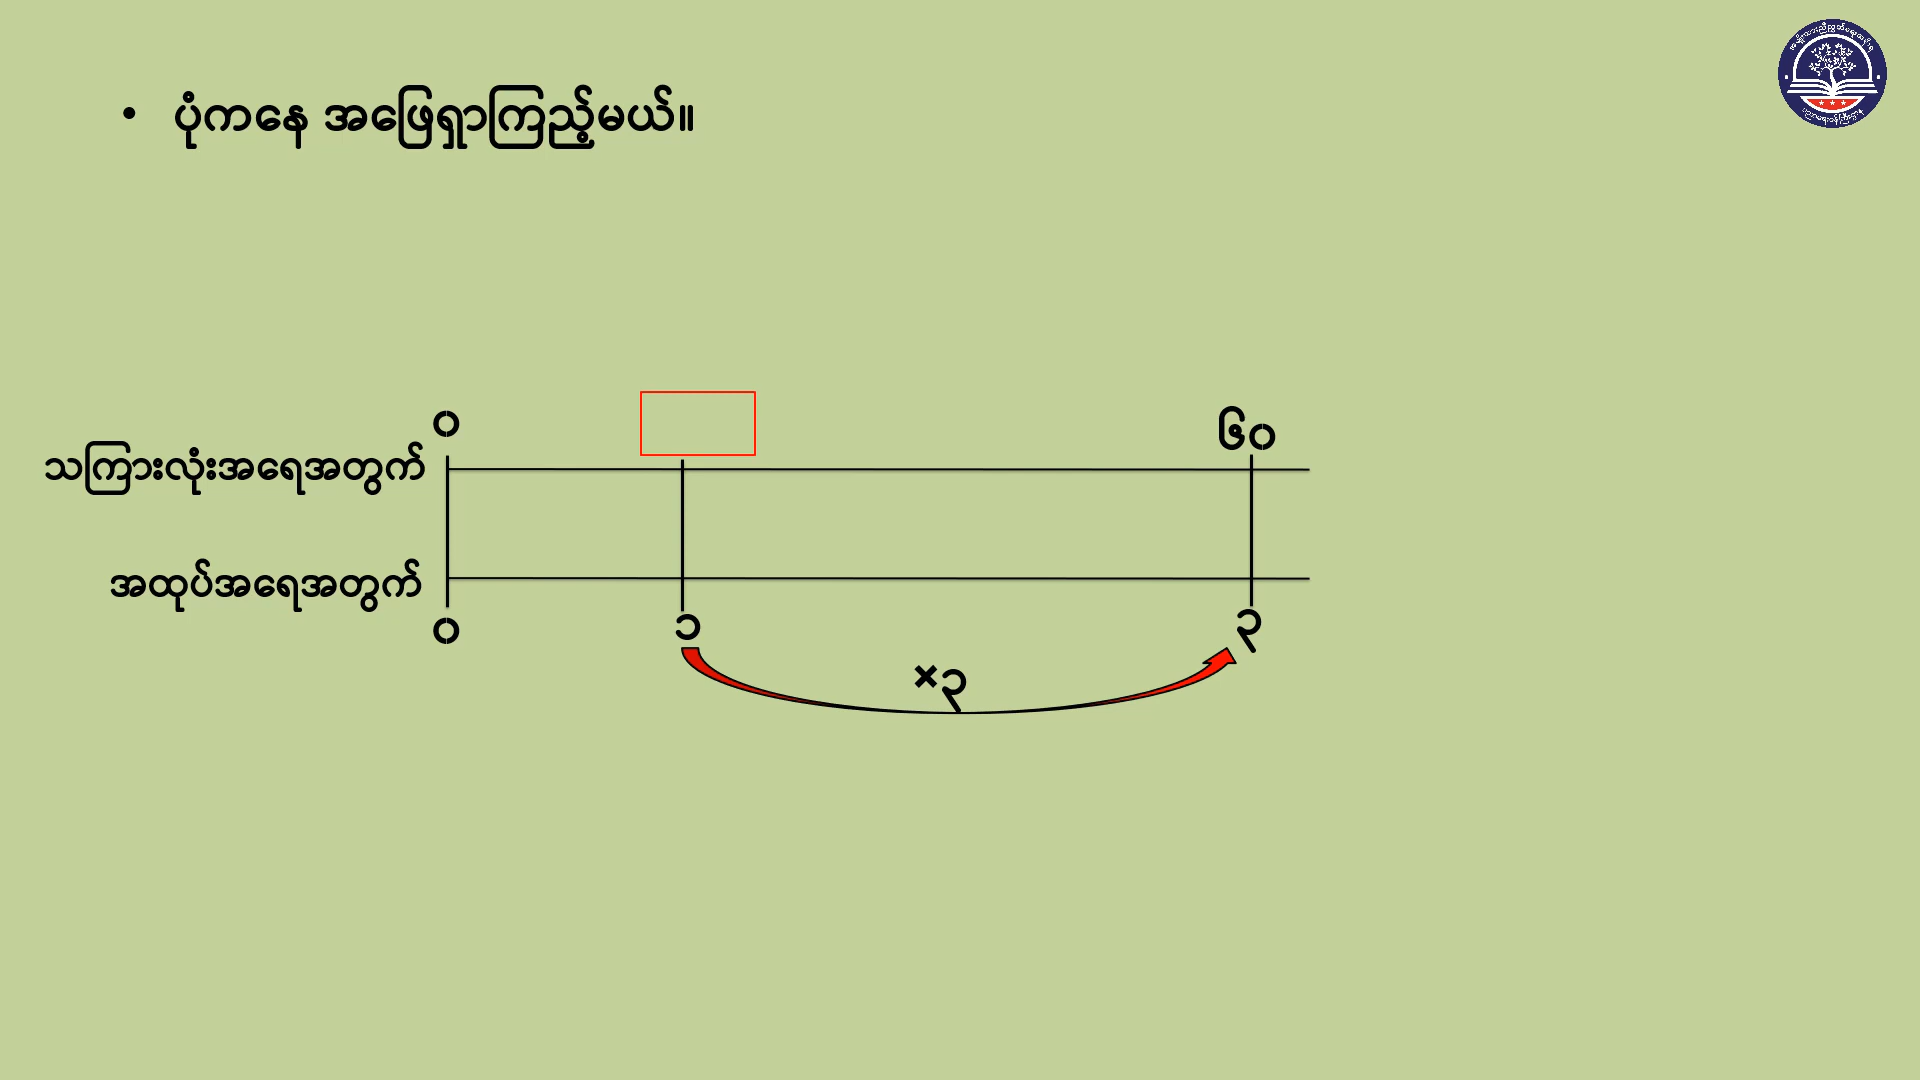 • ပုံကနေ အဖြေရှာကြည့်မယ်။
၀
၆၀
သကြားလုံးအရေအတွက်
အထုပ်အရေအတွက်
၀
၁
၃
×၃